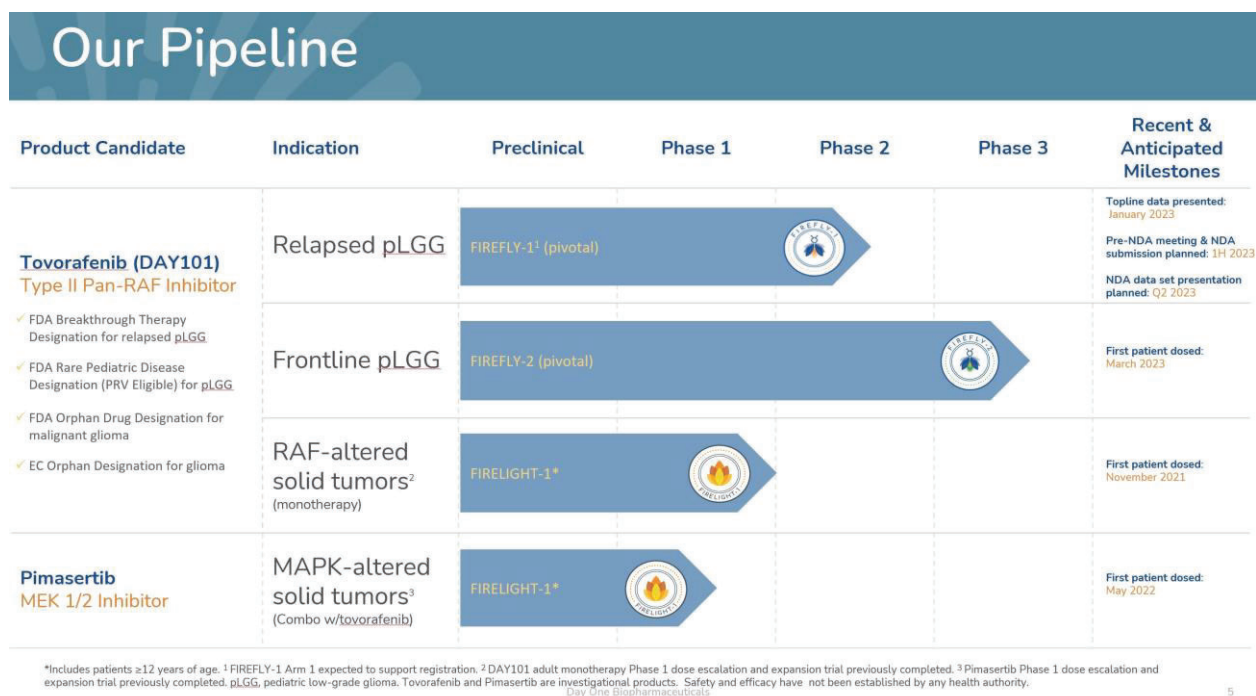 Our Pipeline
Product Candidate
Indication
Preclinical
Phase 1
Phase 2
Phase 3
Recent &
Anticipated
Milestones
Tovorafenib (DAY101)
Type II Pan-RAF Inhibitor
✓ FDA Breakthrough Therapy
Designation for relapsed pLGG
✓ FDA Rare Pediatric Disease
Designation (PRV Eligible) for pLGG
✓ FDA Orphan Drug Designation for
malignant glioma
✓ EC Orphan Designation for glioma
Relapsed pLGG
FIREFLY-1¹ (pivotal)
FIREFLY-1
Topline data presented:
January 2023
Pre-NDA meeting & NDA
submission planned: 1H 2023
NDA data set presentation
planned: Q2 2023
Frontline pLGG
FIREFLY-2 (pivotal)
FIREFLY-2
First patient dosed:
March 2023
RAF-altered
solid tumors²
(monotherapy)
FIRELIGHT-1*
FIRELIGHT-1
First patient dosed:
November 2021
Pimasertib
MEK 1/2 Inhibitor
MAPK-altered
solid tumors³
(Combo w/tovorafenib)
FIRELIGHT-1*
FIRELIGHT-1
First patient dosed:
May 2022
*Includes patients ≥12 years of age. ¹ FIREFLY-1 Arm 1 expected to support registration. ² DAY101 adult monotherapy Phase 1 dose escalation and expansion trial previously completed. ³ Pimasertib Phase 1 dose escalation and
expansion trial previously completed. pLGG, pediatric low-grade glioma. Tovorafenib and Pimasertib are investigational products. Safety and efficacy have not been established by any health authority.
Day One Biopharmaceuticals
5